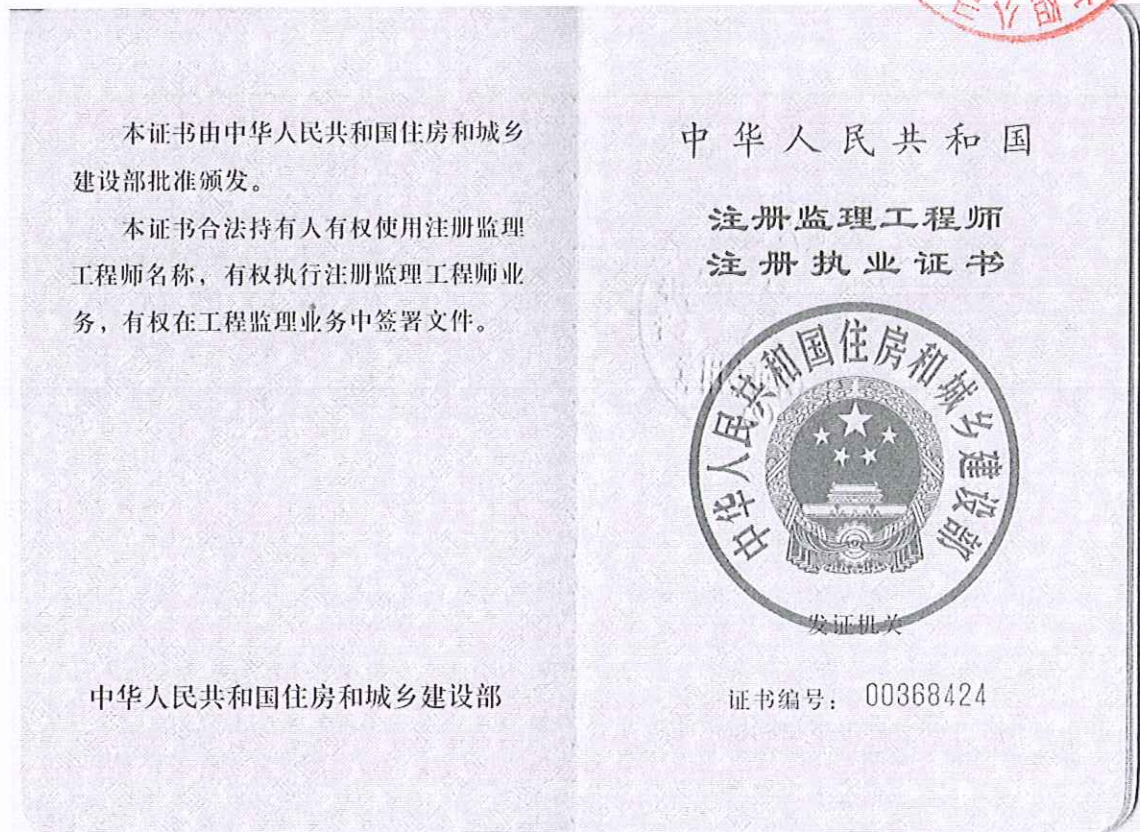 本证书由中华人民共和国住房和城乡
建设部批准颁发。
本证书合法持有人有权使用注册监理
工程师名称，有权执行注册监理工程师业
务，有权在工程监理业务中签署文件。
中华人民共和国住房和城乡建设部
中华人民共和国
注册监理工程师
注册执业证书
中华人民共和国住房和城乡建设部
发证机关
证书编号： 00368424